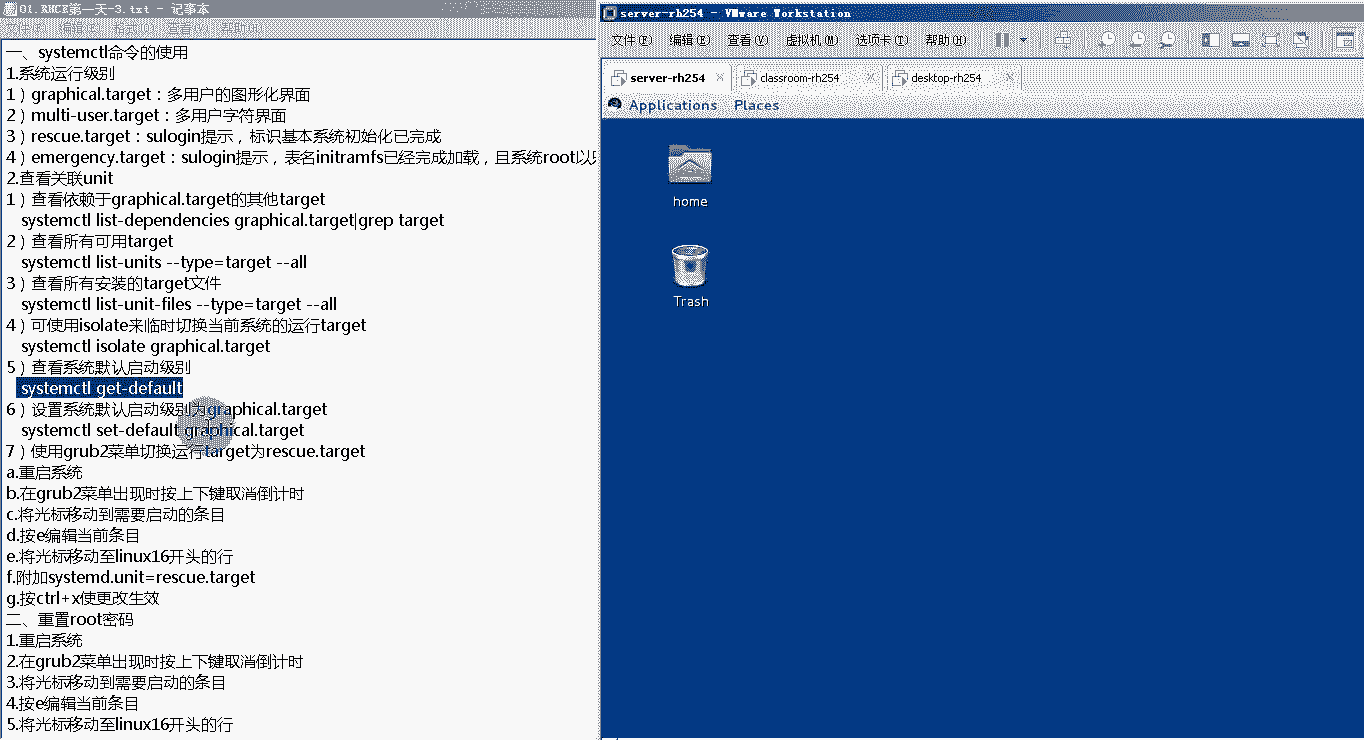 01.RHCE第一天-3.txt - 记事本
一、systemctl命令的使用
1.系统运行级别
1）graphical.target：多用户的图形化界面
2）multi-user.target：多用户字符界面
3）rescue.target：sulogin提示，标识基本系统初始化已完成
4）emergency.target：sulogin提示，表名initramfs已经完成加载，且系统root以
2.查看关联unit
1）查看依赖于graphical.target的其他target
systemctl list-dependencies graphical.target|grep target
2）查看所有可用target
systemctl list-units --type=target --all
3）查看所有安装的target文件
systemctl list-unit-files --type=target --all
4）可使用isolate来临时切换当前系统的运行target
systemctl isolate graphical.target
5）查看系统默认启动级别
systemctl get-default
6）设置系统默认启动级别为graphical.target
systemctl set-default graphical.target
7）使用grub2菜单切换运行target为rescue.target
a.重启系统
b.在grub2菜单出现时按上下键取消倒计时
c.将光标移动到需要启动的条目
d.按e编辑当前条目
e.将光标移动至linux16开头的行
f.附加systemd.unit=rescue.target
g.按ctrl+x使更改生效
二、重置root密码
1.重启系统
2.在grub2菜单出现时按上下键取消倒计时
3.将光标移动到需要启动的条目
4.按e编辑当前条目
5.将光标移动至linux16开头的行
server-rh254 - VMware Workstation
文件(F) 编辑(E) 查看(V) 虚拟机(M) 选项卡(T) 帮助(H)
server-rh254 classroom-rh254 desktop-rh254
Applications Places
home
Trash